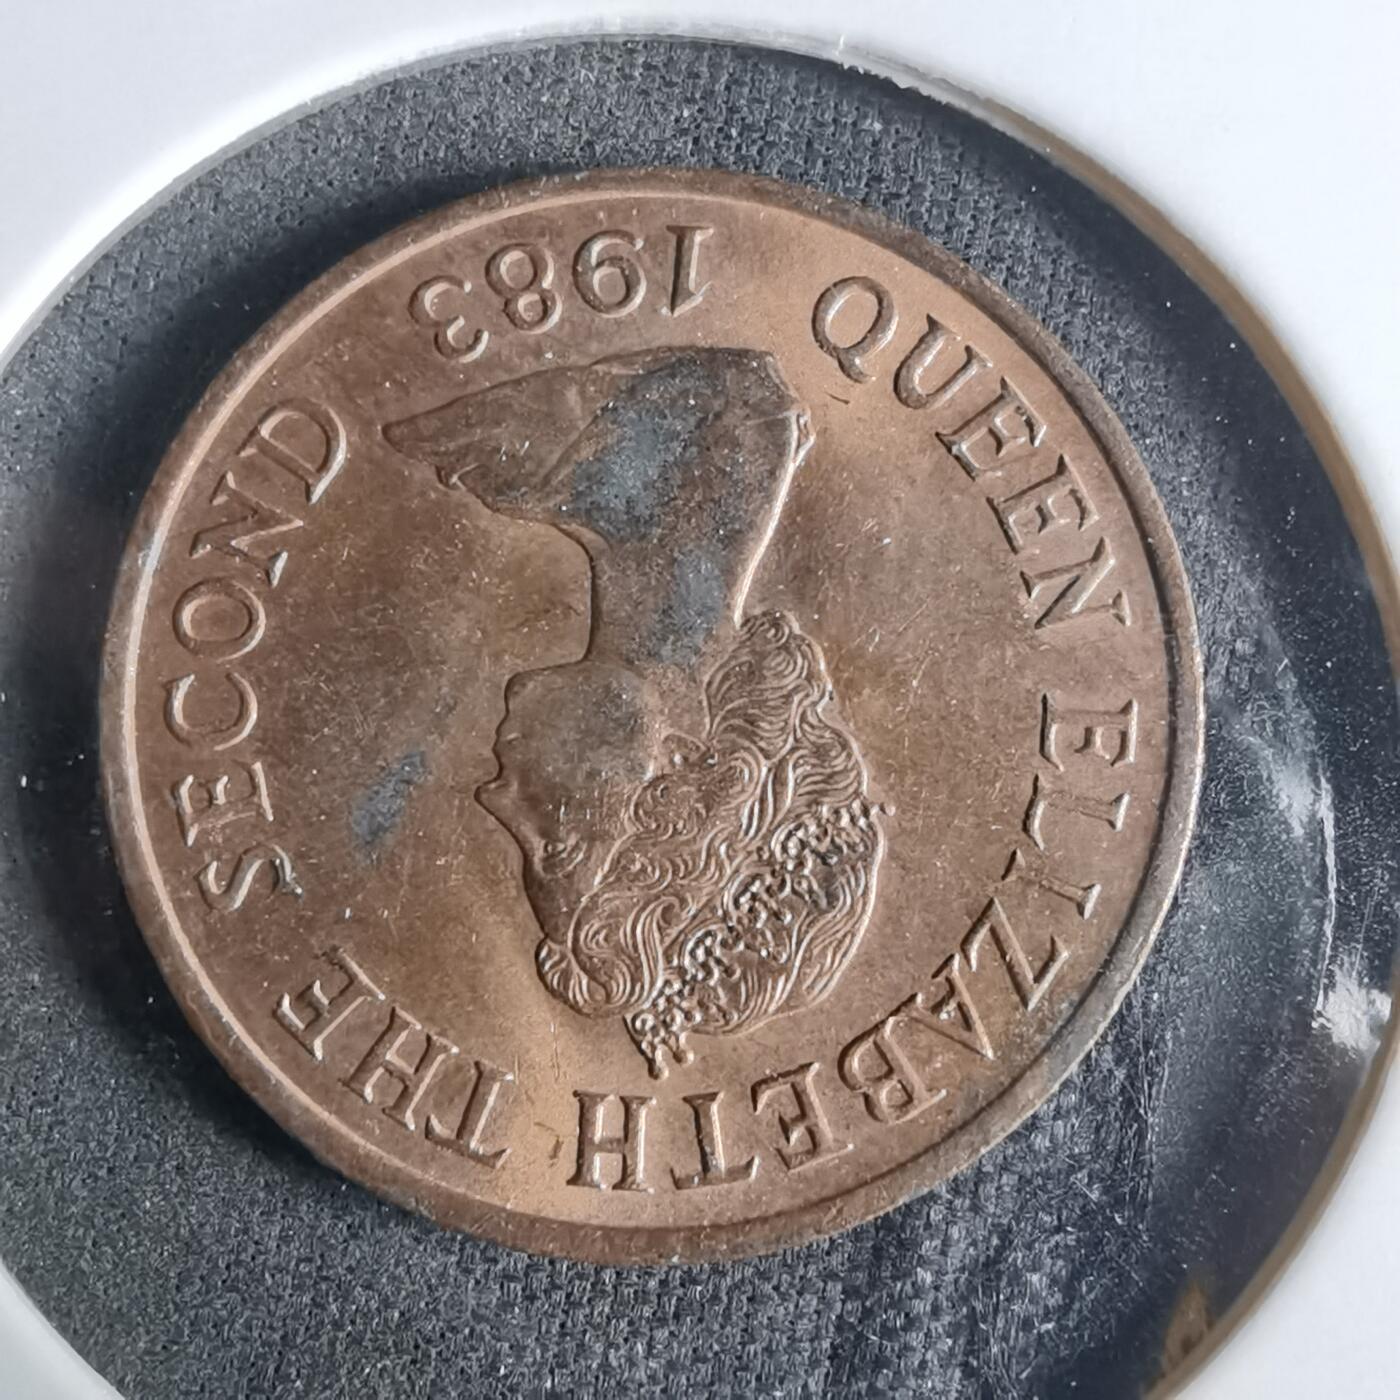 QUEEN ELIZABETH THE SECOND
1983